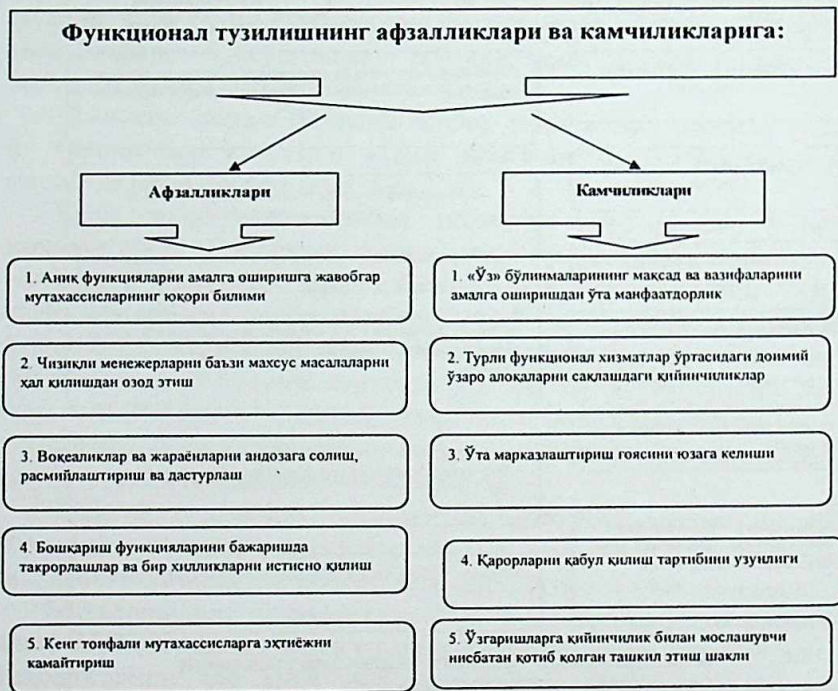 Функционал тузилишнинг афзалликлари ва камчиликларига:
Афзалликлари
1. Аниқ функцияларни амалга оширишга жавобгар
мутахассисларнинг юқори билими
2. Чизиқли менежерларни баъзи махсус масалаларни
ҳал қилишдан озод этиш
3. Воқеаликлар ва жараёнларни андозага солиш,
расмийлаштириш ва дастурлаш
4. Бошқариш функцияларини бажаришда
такрорлашлар ва бир хилликларни истисно қилиш
5. Кенг тоифали мутахассисларга эҳтиёжни
камайтириш
Камчиликлари
1. «Ўз» бўлинмаларининг мақсад ва вазифаларини
амалга оширишдан ўта манфаатдорлик
2. Турли функционал хизматлар ўртасидаги доимий
ўзаро алоқаларни сақлашдаги қийинчиликлар
3. Ўта марказлаштириш ғоясини юзага келиши
4. Қарорларни қабул қилиш тартибини узунлиги
5. Ўзгаришларга қийинчилик билан мослашувчи
нисбатан қотиб қолган ташкил этиш шакли